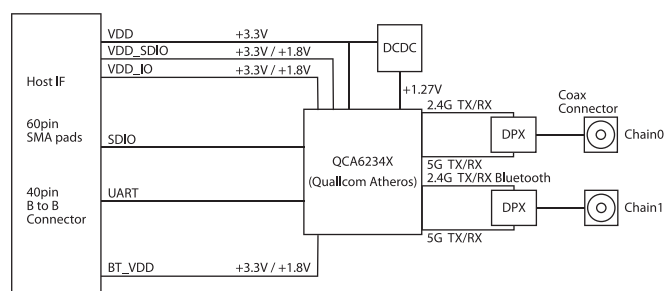 VDD +3.3V
VDD_SDIO +3.3V / +1.8V
VDD_IO +3.3V / +1.8V
DCDC
+1.27V
Host IF
60pin
SMA pads
SDIO
40pin
B to B
Connector
UART
BT_VDD +3.3V / +1.8V
QCA6234X
(Quallcom Atheros)
2.4G TX/RX
DPX
5G TX/RX
Coax
Connector
Chain0
2.4G TX/RX Bluetooth
DPX
5G TX/RX
Chain1